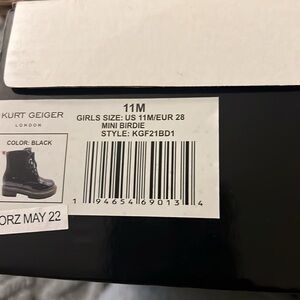 KURT GEIGER
LONDON
COLOR: BLACK
11M
GIRLS SIZE: US 11M/EUR 28
MINI BIRDIE
STYLE: KGF21BD1
1 94654 69013 4
ORZ MAY 22